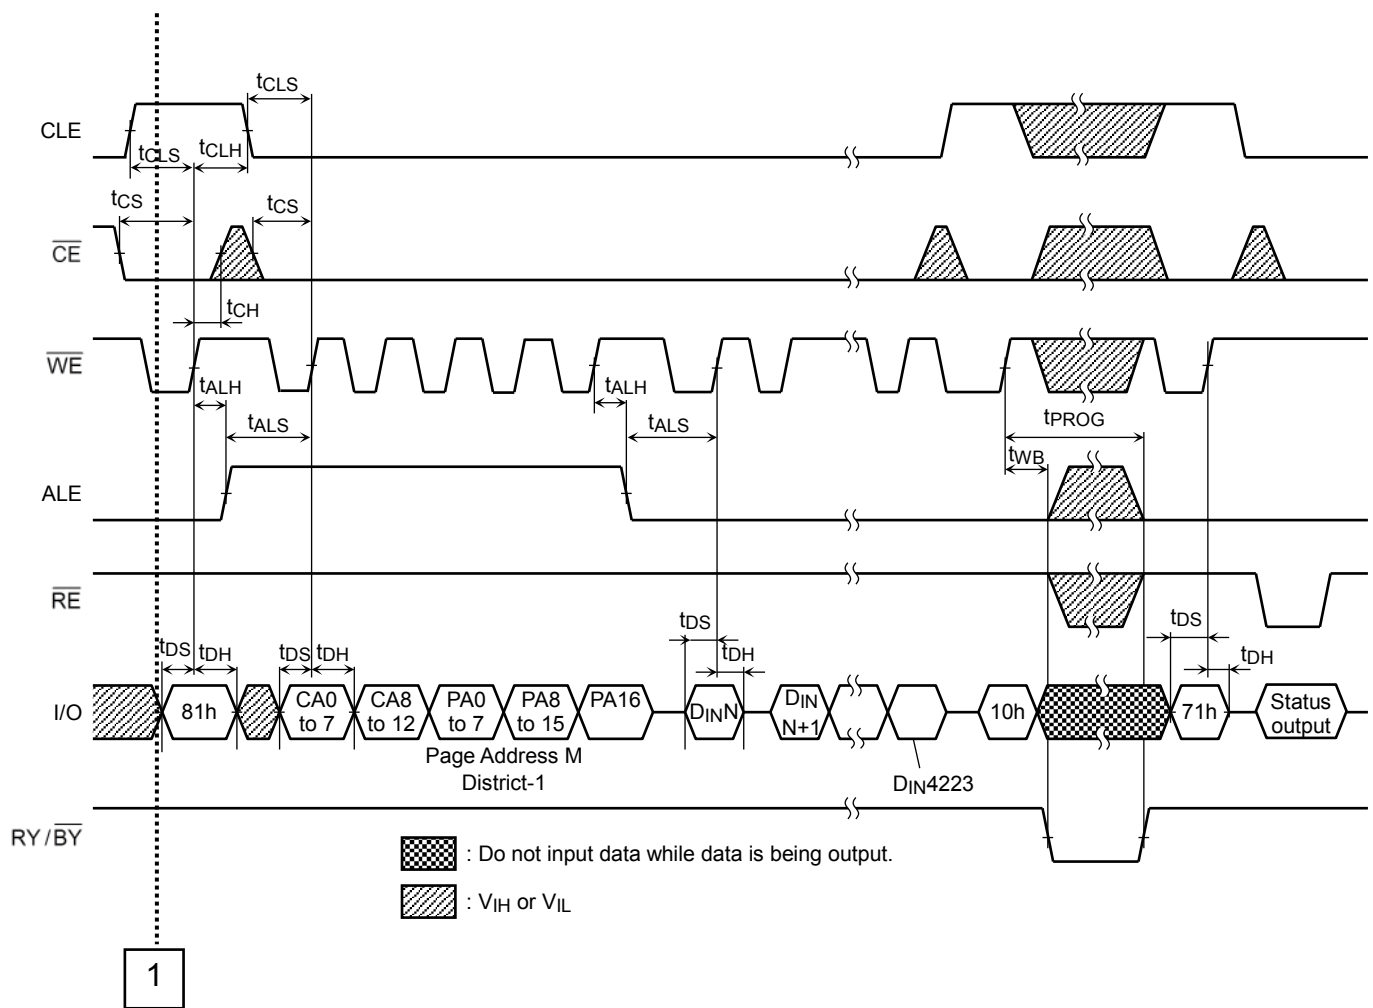 tCLS
CLE
tCLS
tCLH
tCS
tCS
CE
tCH
WE
tALH
tALH
tALS
tALS
tPROG
tWB
ALE
RE
tDS
tDS
tDH
tDS
tDH
tDH
I/O
81h
CA0
to 7
CA8
to 12
PA0
to 7
PA8
to 15
PA16
DINN
DIN
N+1
10h
71h
Status
output
Page Address M
District-1
DIN4223
RY/BY
: Do not input data while data is being output.
: VIH or VIL
1